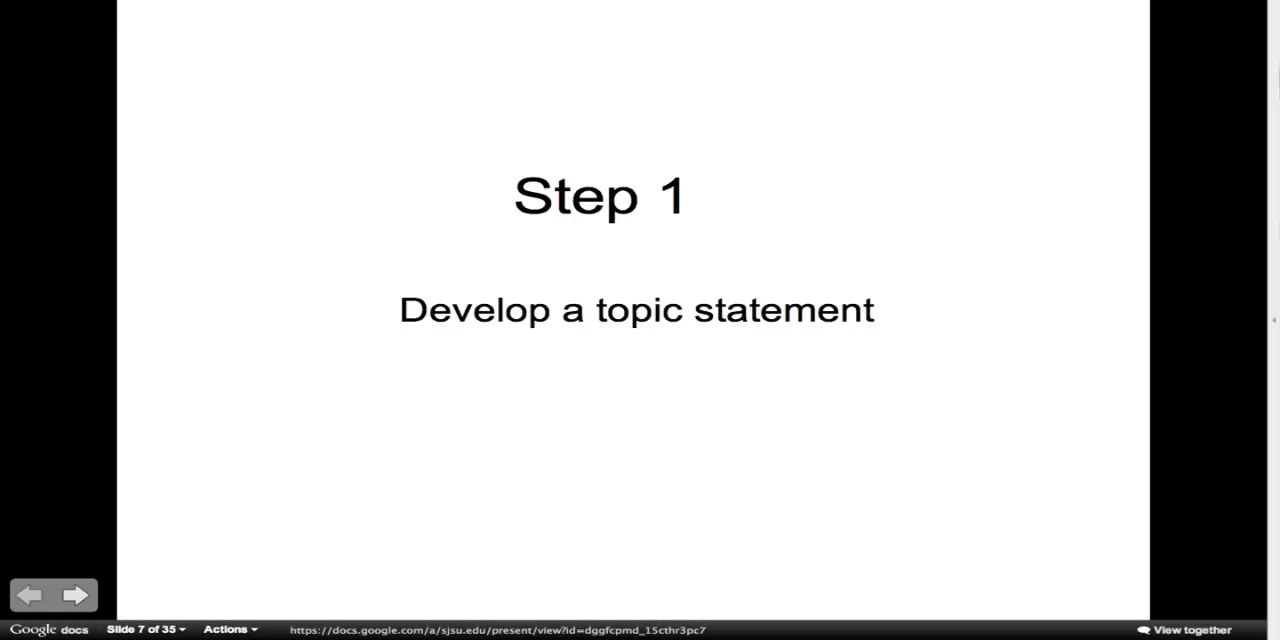 Step 1
Develop a topic statement
Google docs Slide 7 of 35 Actions https://docs.google.com/a/sjsu.edu/present/view?id=dggfcpmd_15cthr3pc7 View together